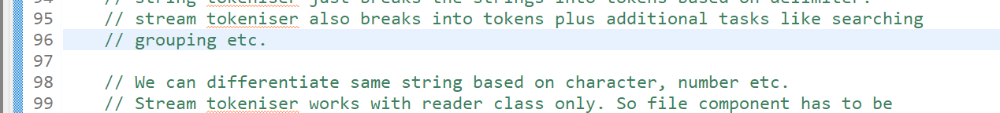 94 // string tokeniser just breaks the strings into tokens based on delimiter.
95 // stream tokeniser also breaks into tokens plus additional tasks like searching
96 // grouping etc.
97
98 // We can differentiate same string based on character, number etc.
99 // Stream tokeniser works with reader class only. So file component has to be